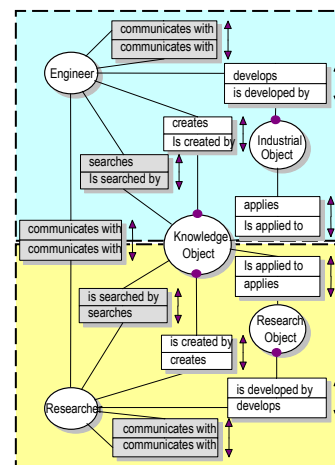 communicates with
communicates with
Engineer
develops
is developed by
creates
Is created by
Industrial
Object
searches
Is searched by
applies
Is applied to
communicates with
communicates with
Knowledge
Object
Is applied to
applies
is searched by
searches
Research
Object
is created by
creates
is developed by
develops
Researcher
communicates with
communicates with